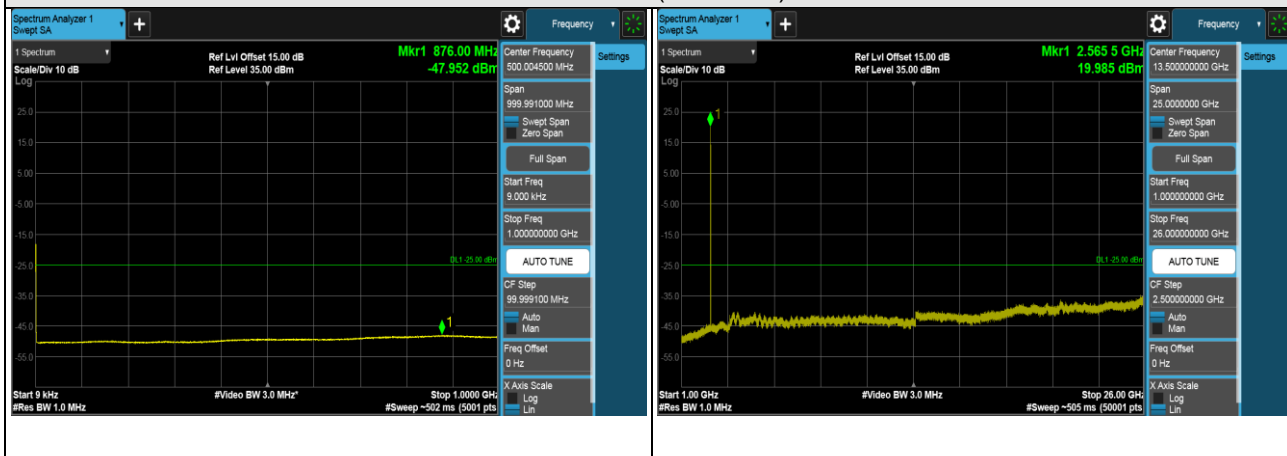 Spectrum Analyzer 1
Swept SA
+
Frequency
1 Spectrum
Scale/Div 10 dB
Log
Ref Lvl Offset 15.00 dB
Ref Level 35.00 dBm
Mkr1 876.00 MHz
-47.952 dBm
25.0
15.0
5.00
-5.00
-15.0
-25.0
-35.0
-45.0
-55.0
1
DL1 -25.00 dBm
Start 9 kHz
#Res BW 1.0 MHz
#Video BW 3.0 MHz*
Stop 1.0000 GHz
#Sweep ~502 ms (5001 pts
Center Frequency
500.004500 MHz
Span
999.991000 MHz
Swept Span
Zero Span
Full Span
Start Freq
9.000 kHz
Stop Freq
1.000000000 GHz
AUTO TUNE
CF Step
99.999100 MHz
Auto
Man
Freq Offset
0 Hz
X Axis Scale
Log
Lin
Settings
Spectrum Analyzer 1
Swept SA
+
Frequency
1 Spectrum
Scale/Div 10 dB
Log
Ref Lvl Offset 15.00 dB
Ref Level 35.00 dBm
Mkr1 2.565 5 GHz
19.985 dBm
25.0
15.0
5.00
-5.00
-15.0
-25.0
-35.0
-45.0
-55.0
1
DL1 -25.00 dBm
Start 1.00 GHz
#Res BW 1.0 MHz
#Video BW 3.0 MHz
Stop 26.00 GHz
#Sweep ~505 ms (50001 pts
Center Frequency
13.500000000 GHz
Span
25.0000000 GHz
Swept Span
Zero Span
Full Span
Start Freq
1.000000000 GHz
Stop Freq
26.000000000 GHz
AUTO TUNE
CF Step
2.500000000 GHz
Auto
Man
Freq Offset
0 Hz
X Axis Scale
Log
Lin
Settings